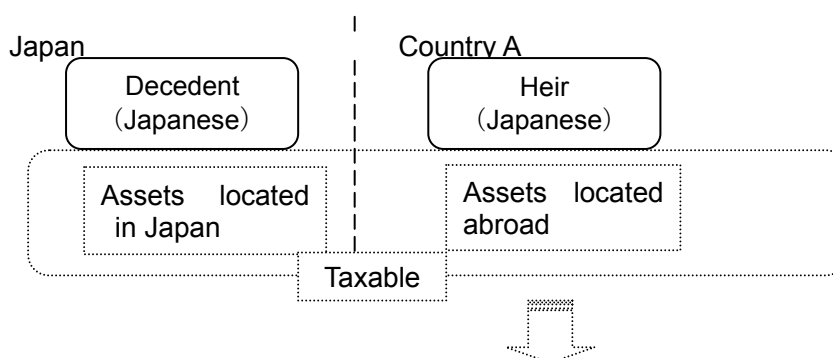 Japan
Country A
Decedent
（Japanese）
Heir
（Japanese）
Assets located
in Japan
Assets located
abroad
Taxable